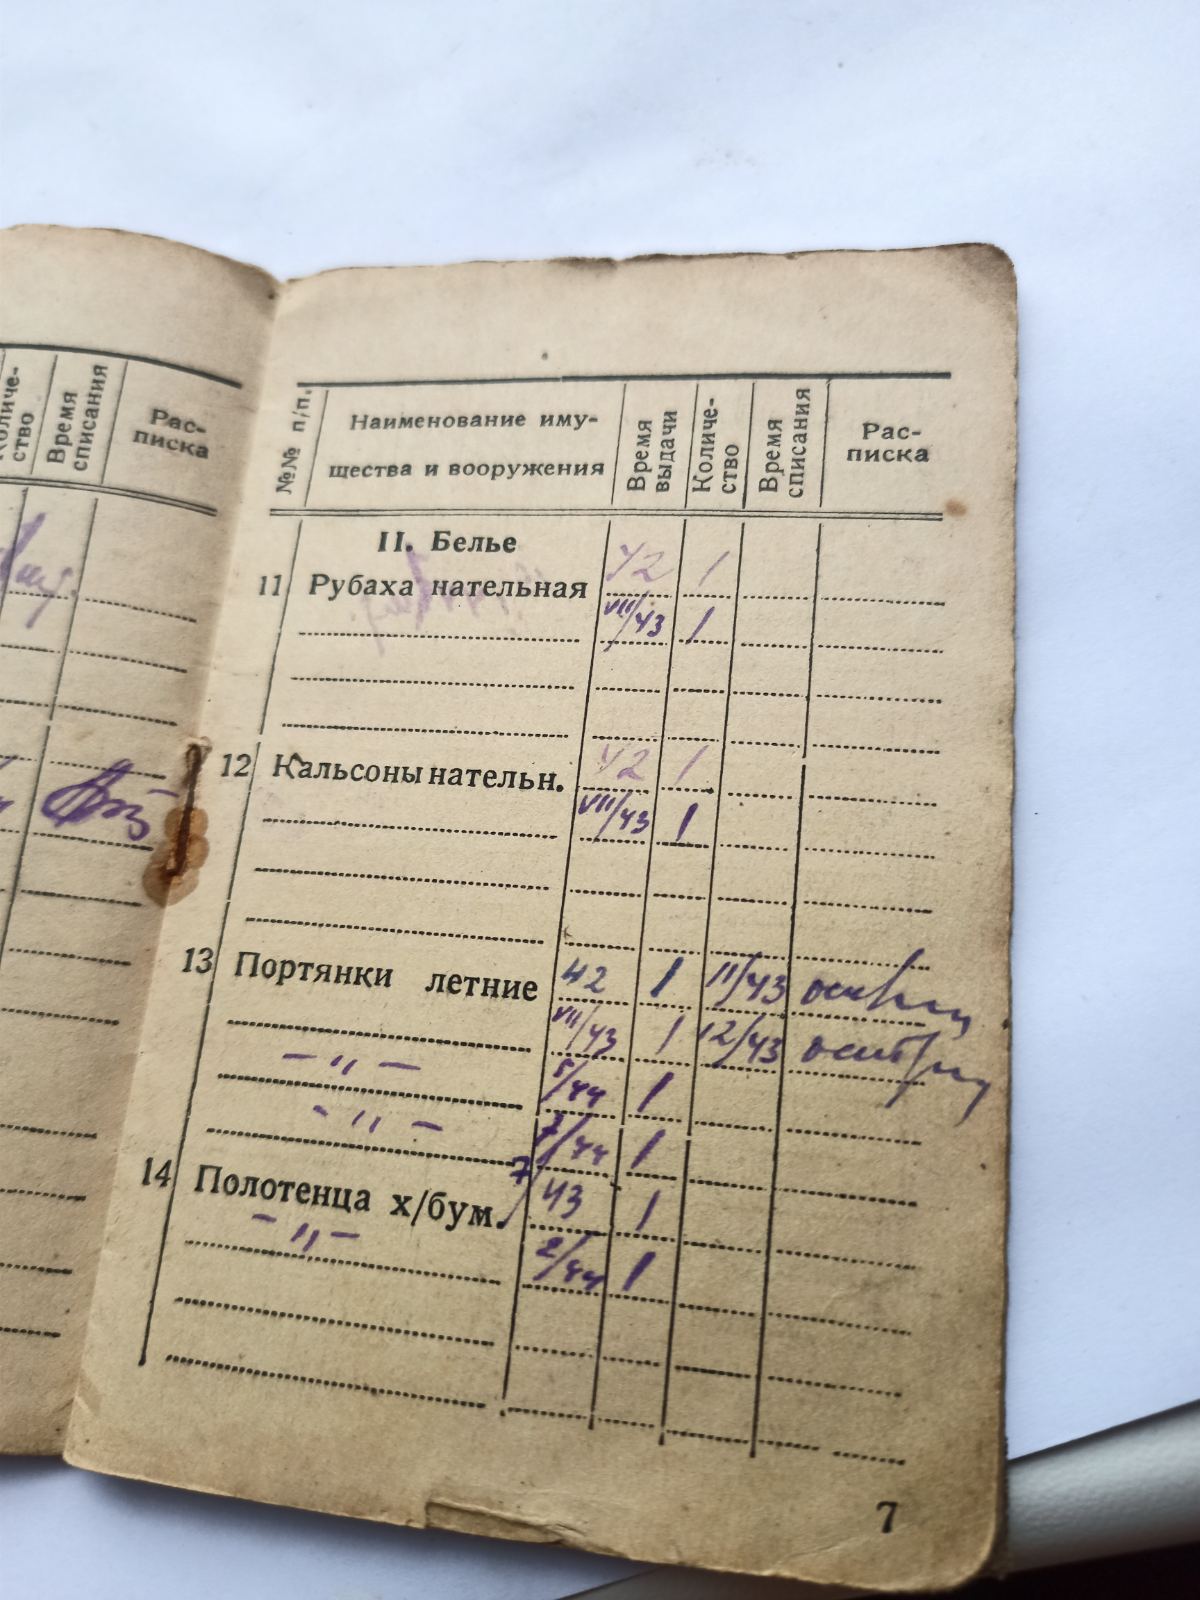 Количе-
ство
Время
списания
Рас-
писка
№№ п/п.
Наименование иму-
щества и вооружения
Время
выдачи
Количе-
ство
Время
списания
Рас-
писка
II. Белье
11 Рубаха нательная 42 1
VII/43 1
12 Кальсоны нательн. 42 1
VII/43 1
13 Портянки летние 42 1 11/43
VII/43 1 12/43
— „ — 5/44 1
— „ — 7/44 1
14 Полотенца х/бум. 7/43 1
— „ — 2/44 1
7